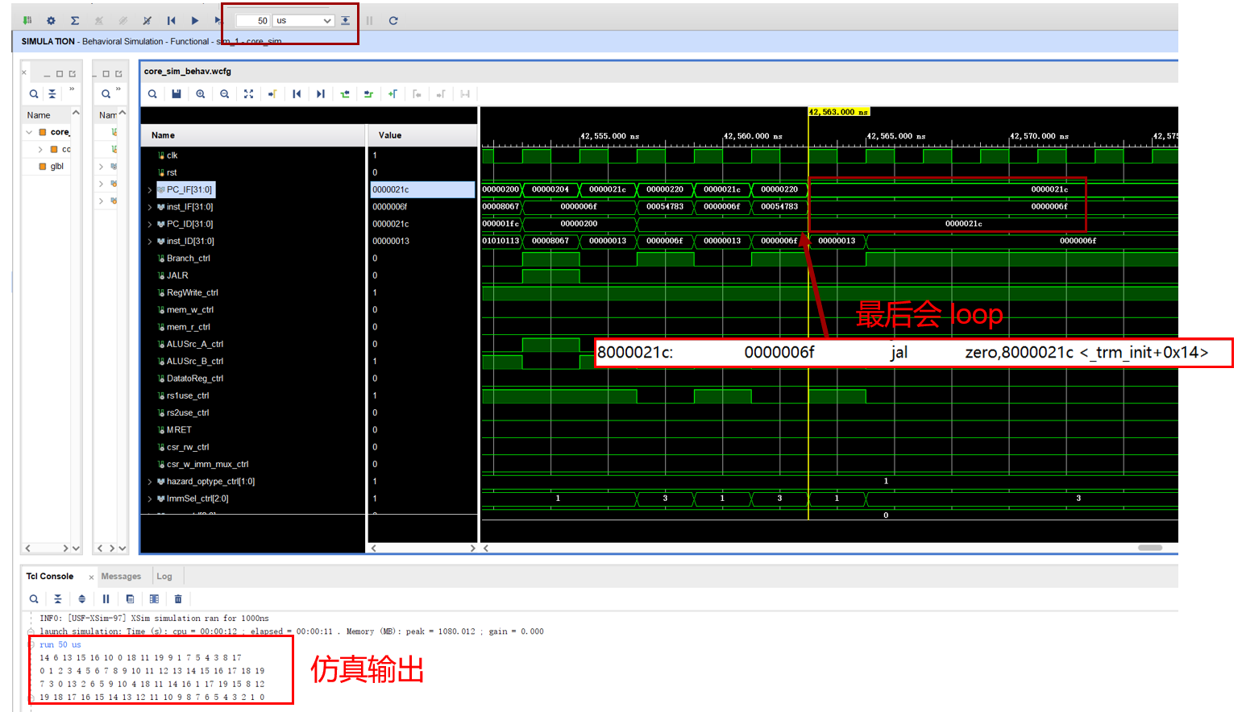 50 us
SIMULATION - Behavioral Simulation - Functional - sim_1 - core_sim
core_sim_behav.wcfg
Name
Name
core_
cc
glbl
Name Value
42,563.000 ns
42,555.000 ns 42,560.000 ns 42,565.000 ns 42,570.000 ns 42,575
clk 1
rst 0
PC_IF[31:0] 0000021c 00000200 00000204 0000021c 00000220 0000021c 00000220 0000021c
inst_IF[31:0] 0000006f 00008067 0000006f 00054783 0000006f 00054783 0000006f
PC_ID[31:0] 0000021c 000001fc 00000200 0000021c
inst_ID[31:0] 00000013 01010113 00008067 00000013 0000006f 00000013 0000006f 00000013 0000006f
Branch_ctrl 0
JALR 0
RegWrite_ctrl 1
mem_w_ctrl 0
mem_r_ctrl 0
最后会 loop
ALUSrc_A_ctrl 0
8000021c: 0000006f jal zero,8000021c <_trm_init+0x14>
ALUSrc_B_ctrl 1
DatatoReg_ctrl 0
rs1use_ctrl 1
rs2use_ctrl 0
MRET 0
csr_rw_ctrl 0
csr_w_imm_mux_ctrl 0
hazard_optype_ctrl[1:0] 1 1
ImmSel_ctrl[2:0] 1 1 3 1 3 1 3
0
Tcl Console Messages Log
INFO: [USF-XSim-97] XSim simulation ran for 1000ns
launch_simulation: Time (s): cpu = 00:00:12 ; elapsed = 00:00:11 . Memory (MB): peak = 1080.012 ; gain = 0.000
run 50 us
14 6 13 15 16 10 0 18 11 19 9 1 7 5 4 3 8 17
0 1 2 3 4 5 6 7 8 9 10 11 12 13 14 15 16 17 18 19
7 3 0 13 2 6 5 9 10 4 18 11 14 16 1 17 19 15 8 12
19 18 17 16 15 14 13 12 11 10 9 8 7 6 5 4 3 2 1 0
仿真输出